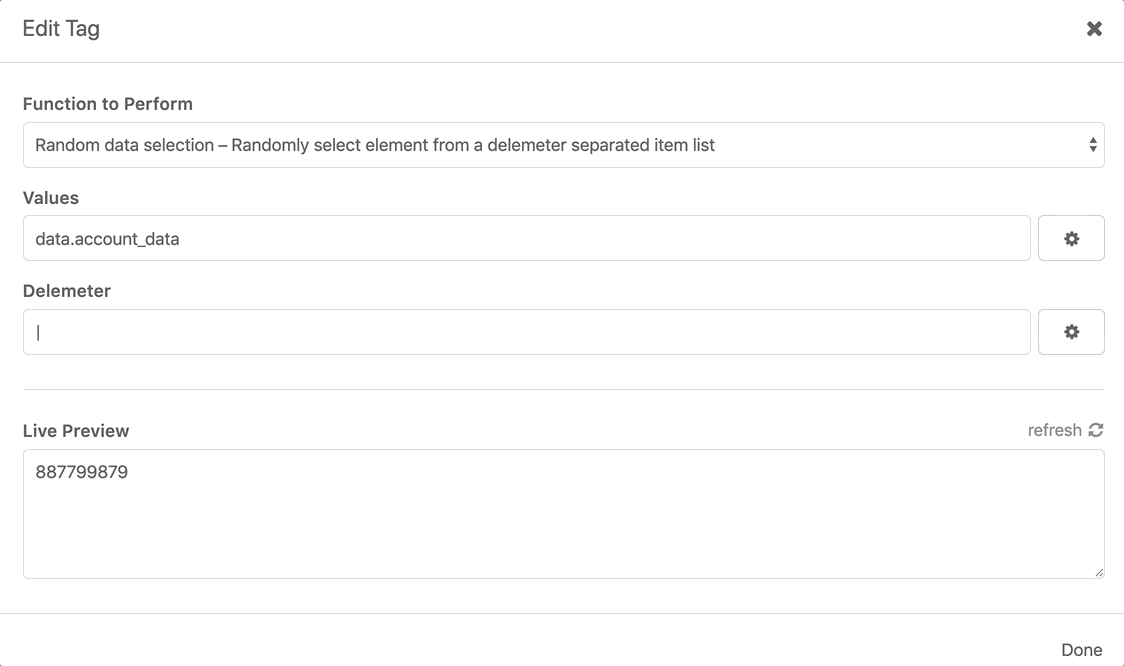 Edit Tag
Function to Perform
Random data selection – Randomly select element from a delemeter separated item list
Values
data.account_data
Delemeter
|
Live Preview
refresh
887799879
Done